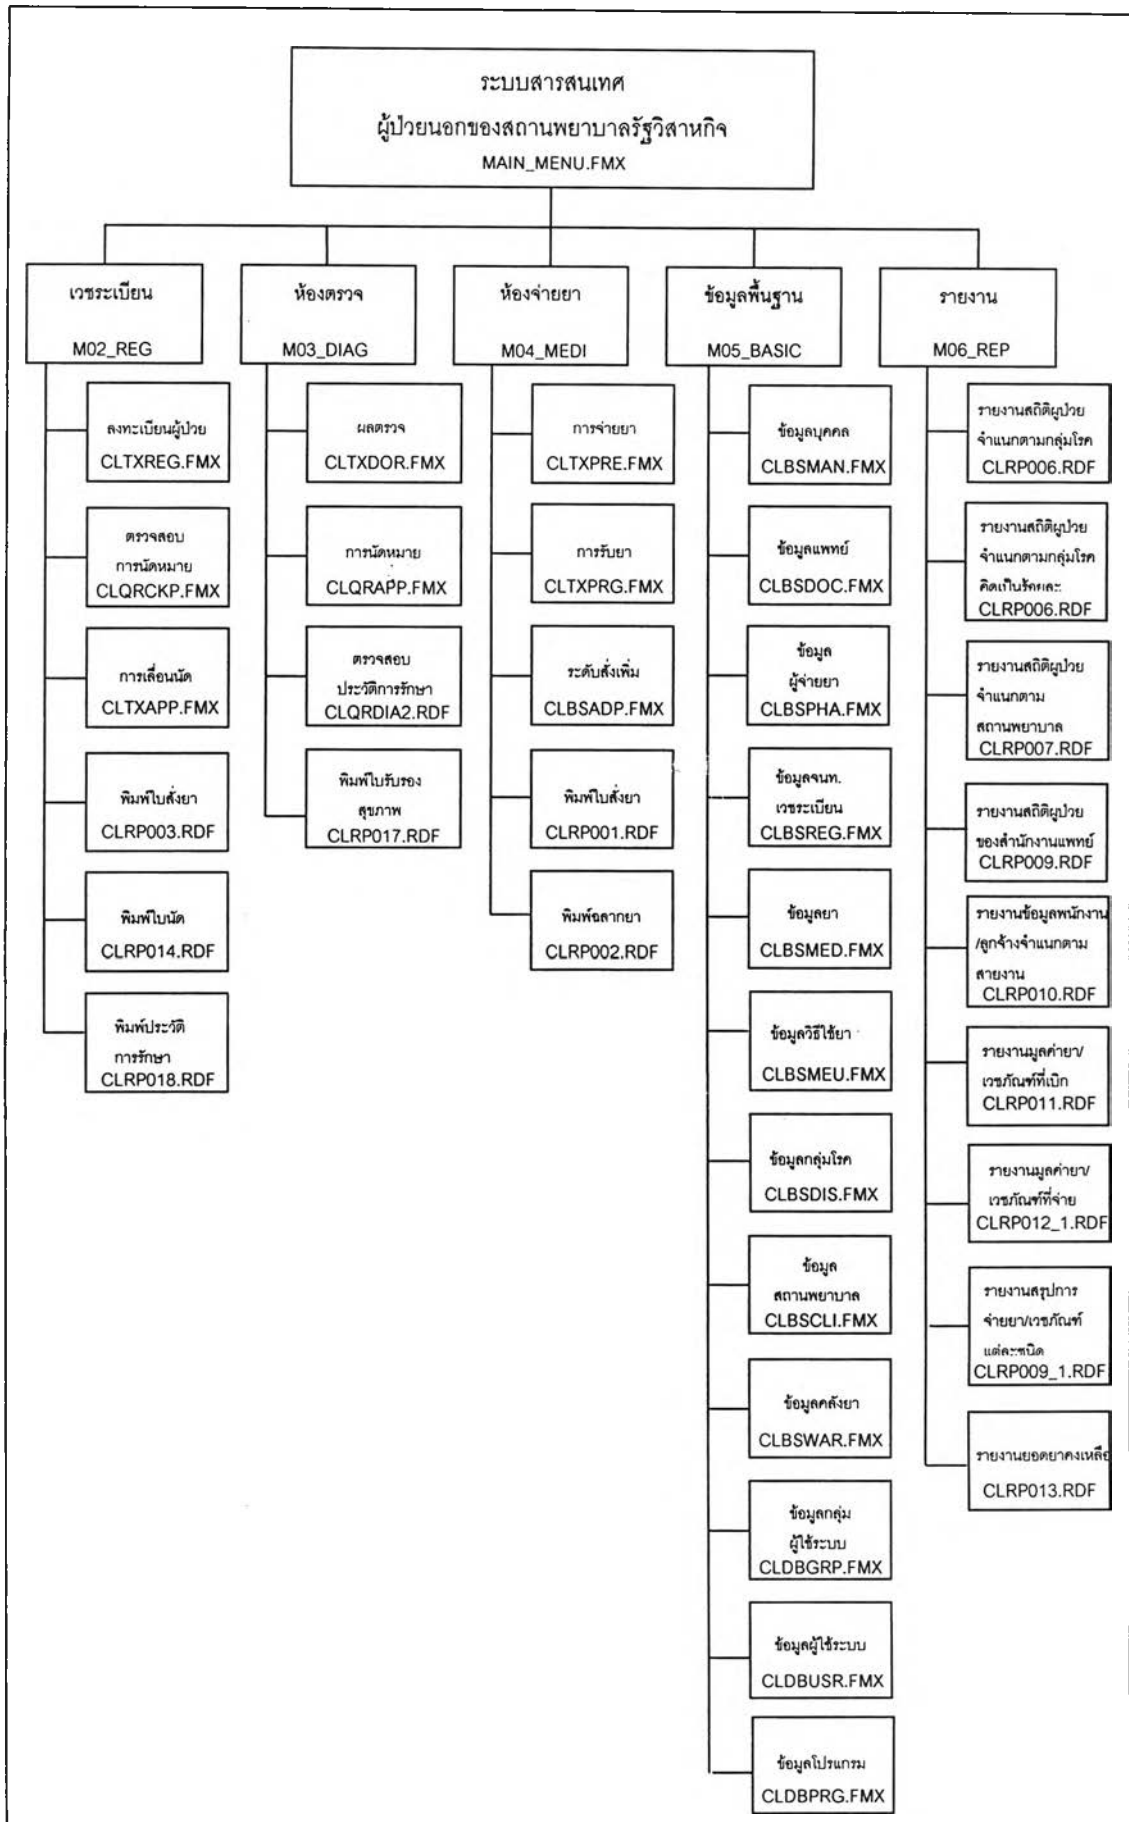 ระบบสารสนเทศ
ผู้ป่วยนอกของสถานพยาบาลรัฐวิสาหกิจ
MAIN_MENU.FMX
เวชระเบียน
M02_REG
ลงทะเบียนผู้ป่วย
CLTXREG.FMX
ตรวจสอบ
การนัดหมาย
CLQRCKP.FMX
การเลื่อนนัด
CLTXAPP.FMX
พิมพ์ใบสั่งยา
CLRP003.RDF
พิมพ์ใบนัด
CLRP014.RDF
พิมพ์ประวัติ
การรักษา
CLRP018.RDF
ห้องตรวจ
M03_DIAG
ผลตรวจ
CLTXDOR.FMX
การนัดหมาย
CLQRAPP.FMX
ตรวจสอบ
ประวัติการรักษา
CLQRDIA2.RDF
พิมพ์ใบรับรอง
สุขภาพ
CLRP017.RDF
ห้องจ่ายยา
M04_MEDI
การจ่ายยา
CLTXPRE.FMX
การรับยา
CLTXPRG.FMX
ระดับสั่งเพิ่ม
CLBSADP.FMX
พิมพ์ใบสั่งยา
CLRP001.RDF
พิมพ์ฉลากยา
CLRP002.RDF
ข้อมูลพื้นฐาน
M05_BASIC
ข้อมูลบุคคล
CLBSMAN.FMX
ข้อมูลแพทย์
CLBSDOC.FMX
ข้อมูล
ผู้จ่ายยา
CLBSPHA.FMX
ข้อมูลจนท.
เวชระเบียน
CLBSREG.FMX
ข้อมูลยา
CLBSMED.FMX
ข้อมูลวิธีใช้ยา
CLBSMEU.FMX
ข้อมูลกลุ่มโรค
CLBSDIS.FMX
ข้อมูล
สถานพยาบาล
CLBSCLI.FMX
ข้อมูลคลังยา
CLBSWAR.FMX
ข้อมูลกลุ่ม
ผู้ใช้ระบบ
CLDBGRP.FMX
ข้อมูลผู้ใช้ระบบ
CLDBUSR.FMX
ข้อมูลโปรแกรม
CLDBPRG.FMX
รายงาน
M06_REP
รายงานสถิติผู้ป่วย
จำแนกตามกลุ่มโรค
CLRP006.RDF
รายงานสถิติผู้ป่วย
จำแนกตามกลุ่มโรค
คิดเป็นร้อยละ
CLRP006.RDF
รายงานสถิติผู้ป่วย
จำแนกตาม
สถานพยาบาล
CLRP007.RDF
รายงานสถิติผู้ป่วย
ของสำนักงานแพทย์
CLRP009.RDF
รายงานข้อมูลพนักงาน
/ลูกจ้างจำแนกตาม
สายงาน
CLRP010.RDF
รายงานมูลค่ายา/
เวชภัณฑ์ที่เบิก
CLRP011.RDF
รายงานมูลค่ายา/
เวชภัณฑ์ที่จ่าย
CLRP012_1.RDF
รายงานสรุปการ
จ่ายยา/เวชภัณฑ์
แต่ละชนิด
CLRP009_1.RDF
รายงานยอดยาคงเหลือ
CLRP013.RDF